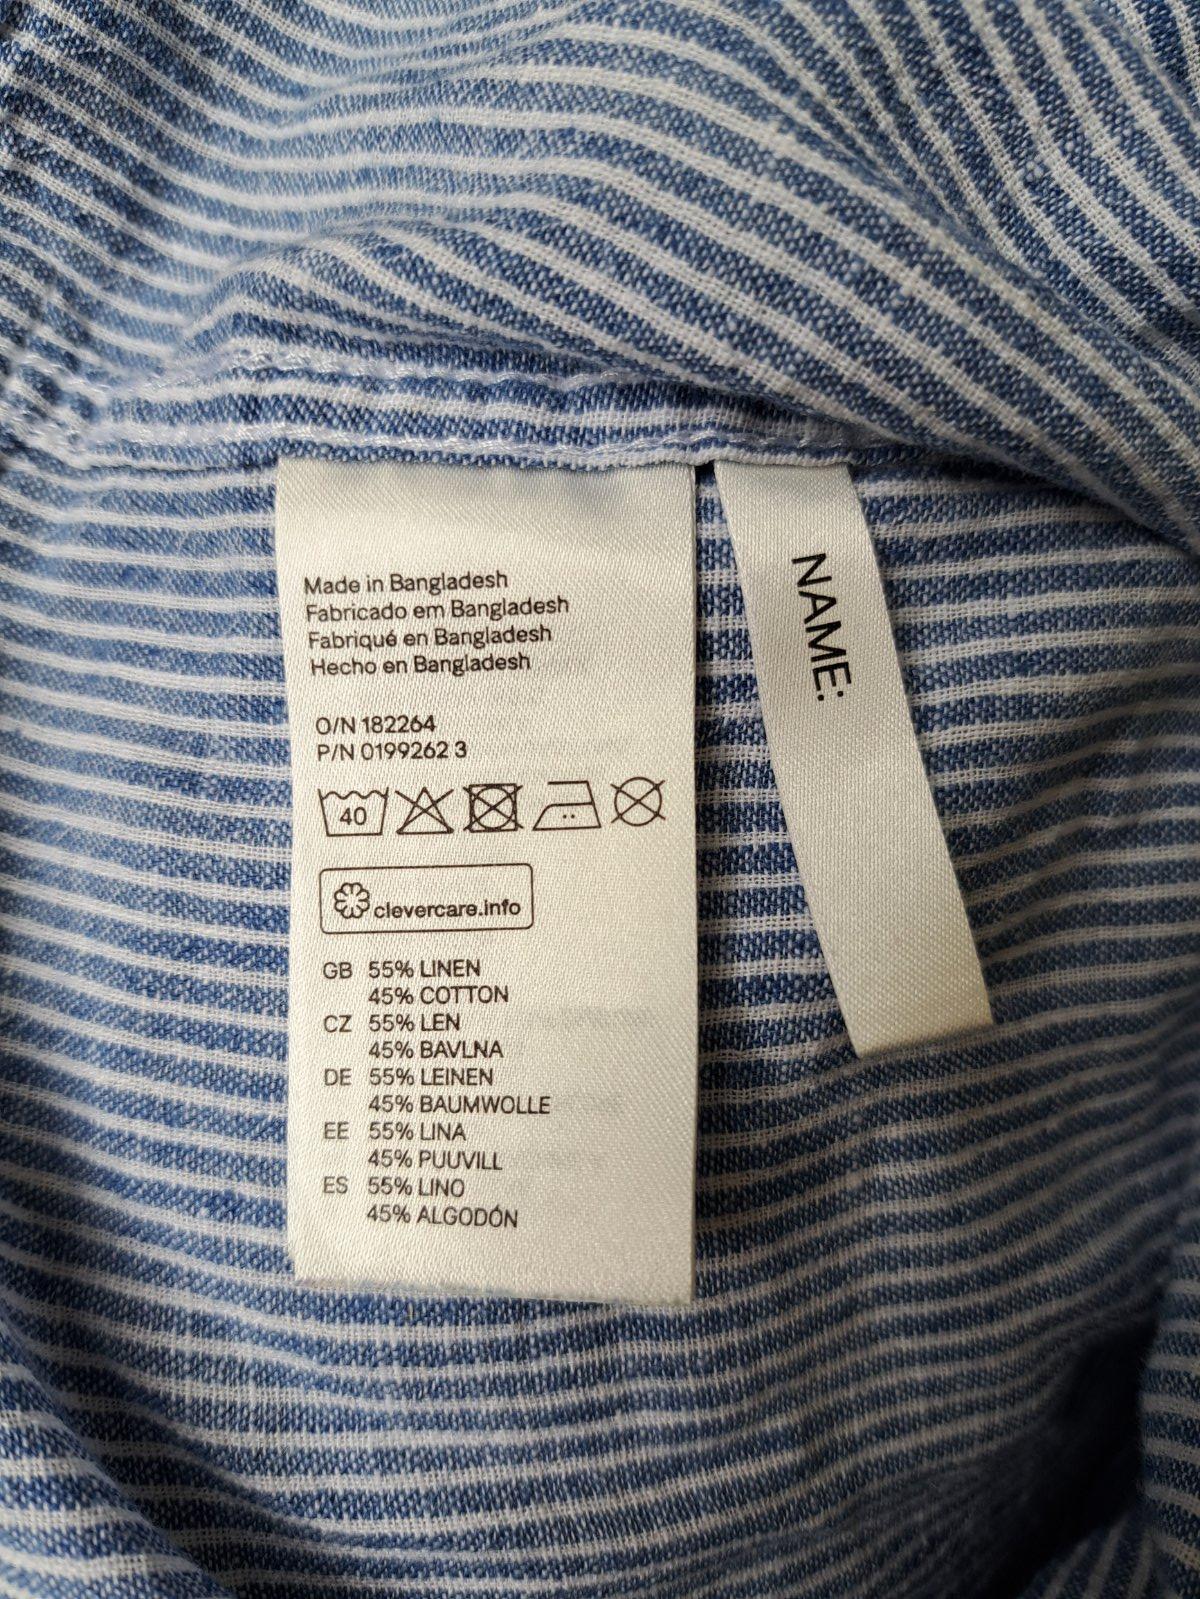 Made in Bangladesh
Fabricado em Bangladesh
Fabriqué en Bangladesh
Hecho en Bangladesh
O/N 182264
P/N 0199262 3
40
clevercare.info
GB 55% LINEN
45% COTTON
CZ 55% LEN
45% BAVLNA
DE 55% LEINEN
45% BAUMWOLLE
EE 55% LINA
45% PUUVILL
ES 55% LINO
45% ALGODÓN
NAME: